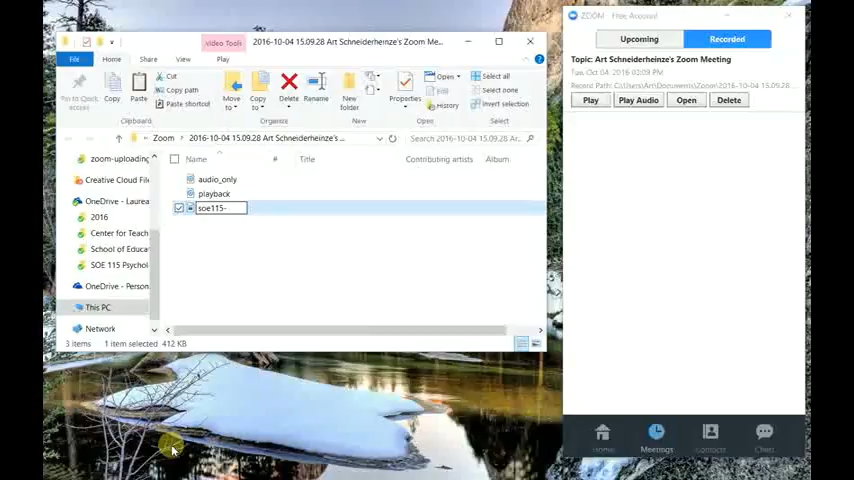 Video Tools
2016-10-04 15.09.28 Art Schneiderheinze's Zoom Me...
File Home Share View Play
Pin to Quick access
Copy
Paste
Cut
Copy path
Paste shortcut
Move to
Copy to
Delete
Rename
New folder
Properties
Open
Edit
History
Select all
Select none
Invert selection
Clipboard
Organize
New
Open
Select
Zoom
2016-10-04 15.09.28 Art Schneiderheinze's ...
Search 2016-10-04 15.09.28 Ar...
zoom-uploading
Creative Cloud File
OneDrive - Laurea
2016
Center for Teach
School of Educa
SOE 115 Psychol
OneDrive - Person
This PC
Network
Name # Title Contributing artists Album
audio_only
playback
soe115-
3 items 1 item selected 412 KB
ZOOM Free Account
Upcoming Recorded
Topic: Art Schneiderheinze's Zoom Meeting
Tue, Oct 04, 2016 03:09 PM
Record Path: C:\Users\Art\Documents\Zoom\2016-10-04 15.09.28 ...
Play Play Audio Open Delete
Home Meetings Contacts Chats